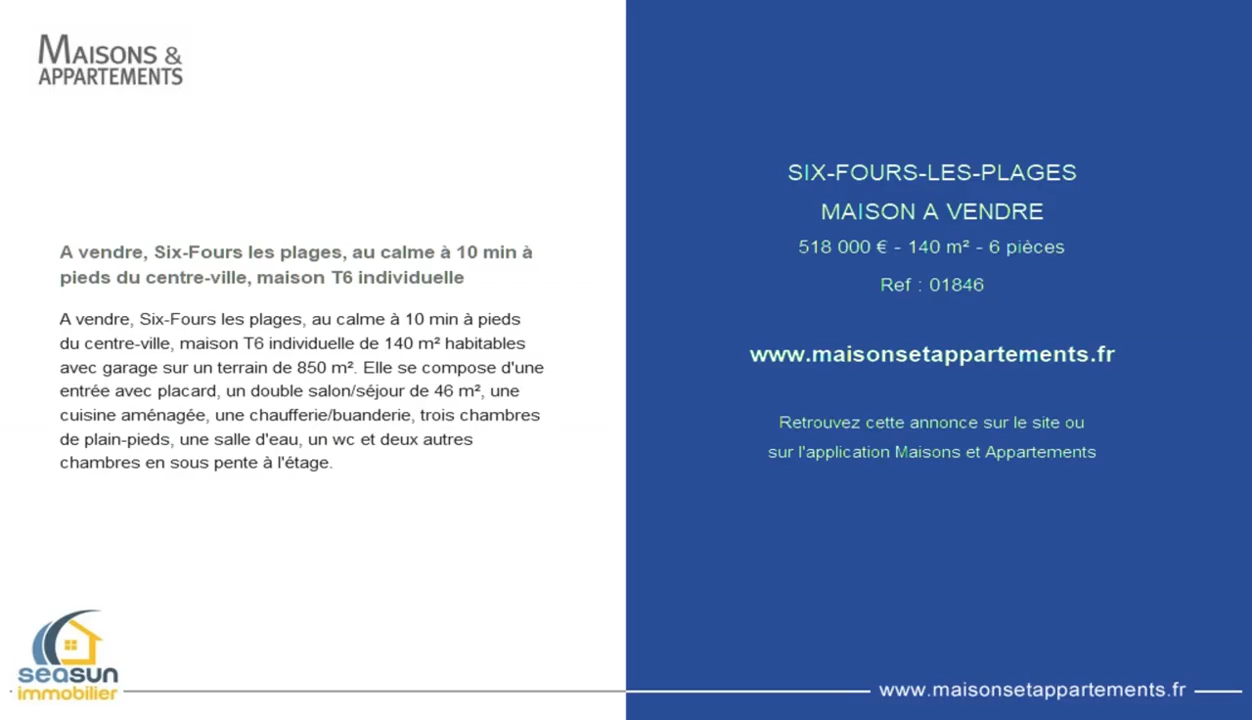 MAISONS &
APPARTEMENTS
A vendre, Six-Fours les plages, au calme à 10 min à
pieds du centre-ville, maison T6 individuelle
A vendre, Six-Fours les plages, au calme à 10 min à pieds
du centre-ville, maison T6 individuelle de 140 m² habitables
avec garage sur un terrain de 850 m². Elle se compose d'une
entrée avec placard, un double salon/séjour de 46 m², une
cuisine aménagée, une chaufferie/buanderie, trois chambres
de plain-pieds, une salle d'eau, un wc et deux autres
chambres en sous pente à l'étage.
seasun
immobilier
SIX-FOURS-LES-PLAGES
MAISON A VENDRE
518 000 € - 140 m² - 6 pièces
Ref : 01846
www.maisonsetappartements.fr
Retrouvez cette annonce sur le site ou
sur l'application Maisons et Appartements
www.maisonsetappartements.fr